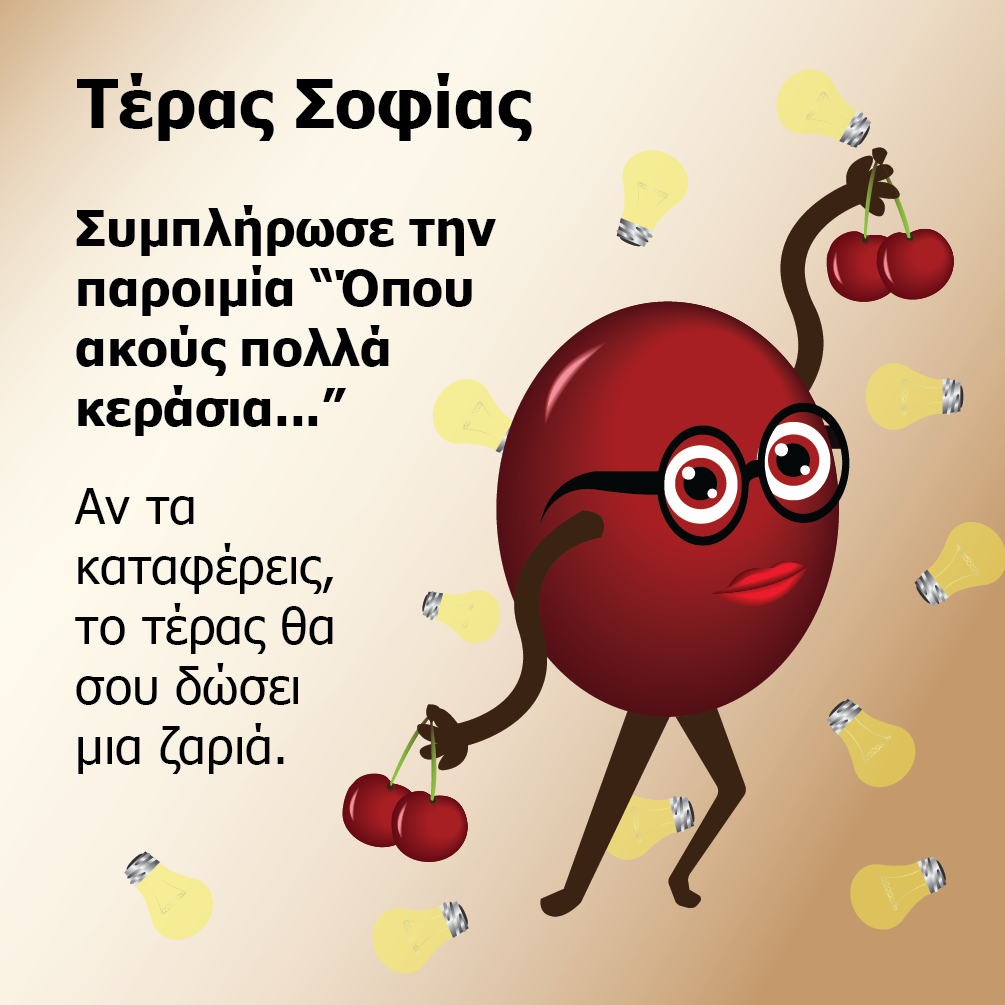 Τέρας Σοφίας
Συμπλήρωσε την
παροιμία “Όπου
ακούς πολλά
κεράσια...”
Αν τα
καταφέρεις,
το τέρας θα
σου δώσει
μια ζαριά.